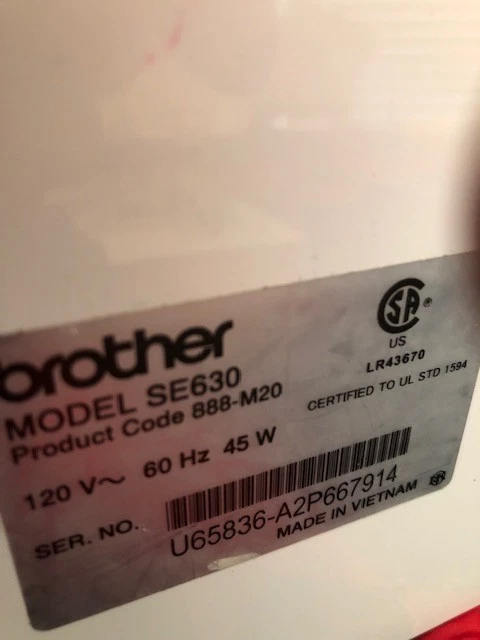 brother
MODEL SE630
Product Code 888-M20
120 V~ 60 Hz 45 W
SER. NO.
U65836-A2P667914
MADE IN VIETNAM
SA
US
LR43670
CERTIFIED TO UL STD 1594